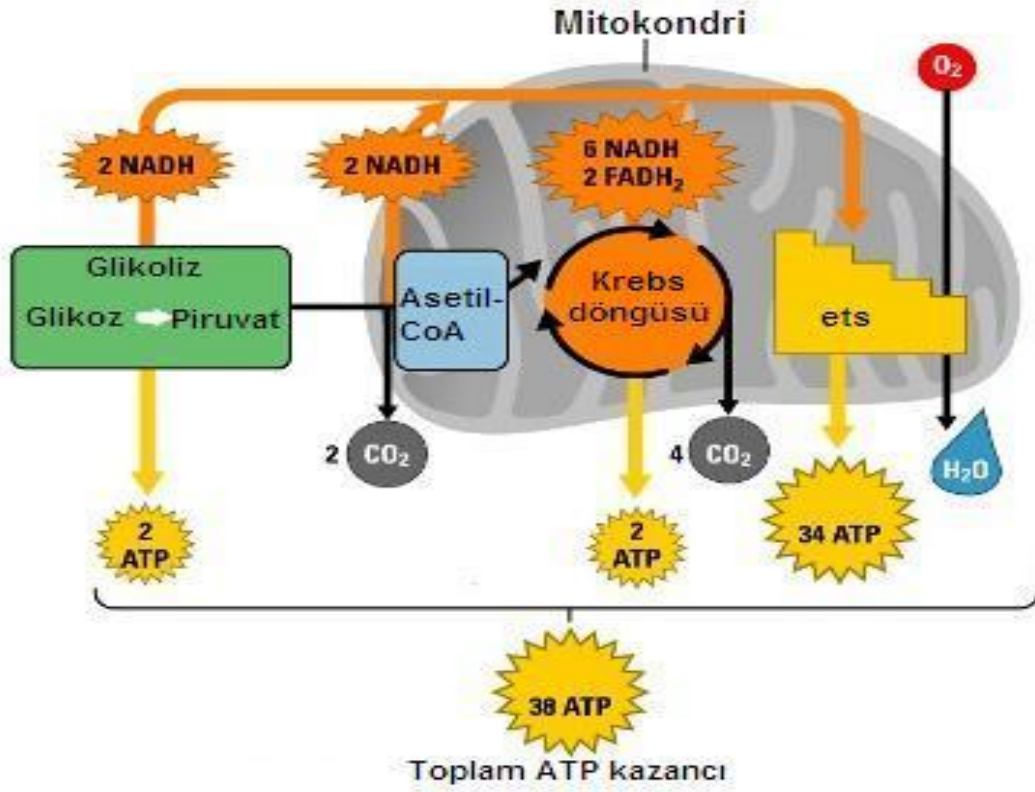 Mitokondri
O₂
2 NADH
2 NADH
6 NADH
2 FADH₂
Glikoliz
Glikoz Piruvat
Asetil-
CoA
Krebs
döngüsü
ets
2 CO₂
4 CO₂
H₂O
2
ATP
2
ATP
34 ATP
38 ATP
Toplam ATP kazancı